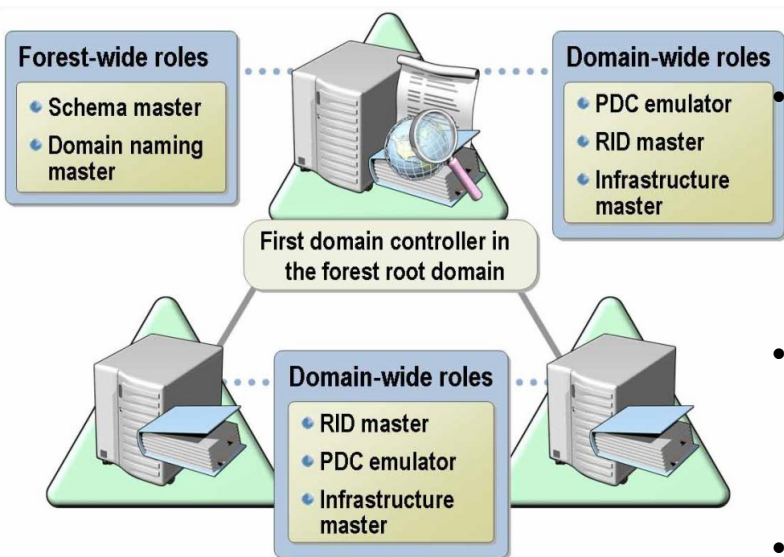 Forest-wide roles
Schema master
Domain naming
master
Domain-wide roles
PDC emulator
RID master
Infrastructure
master
First domain controller in
the forest root domain
Domain-wide roles
RID master
PDC emulator
Infrastructure
master